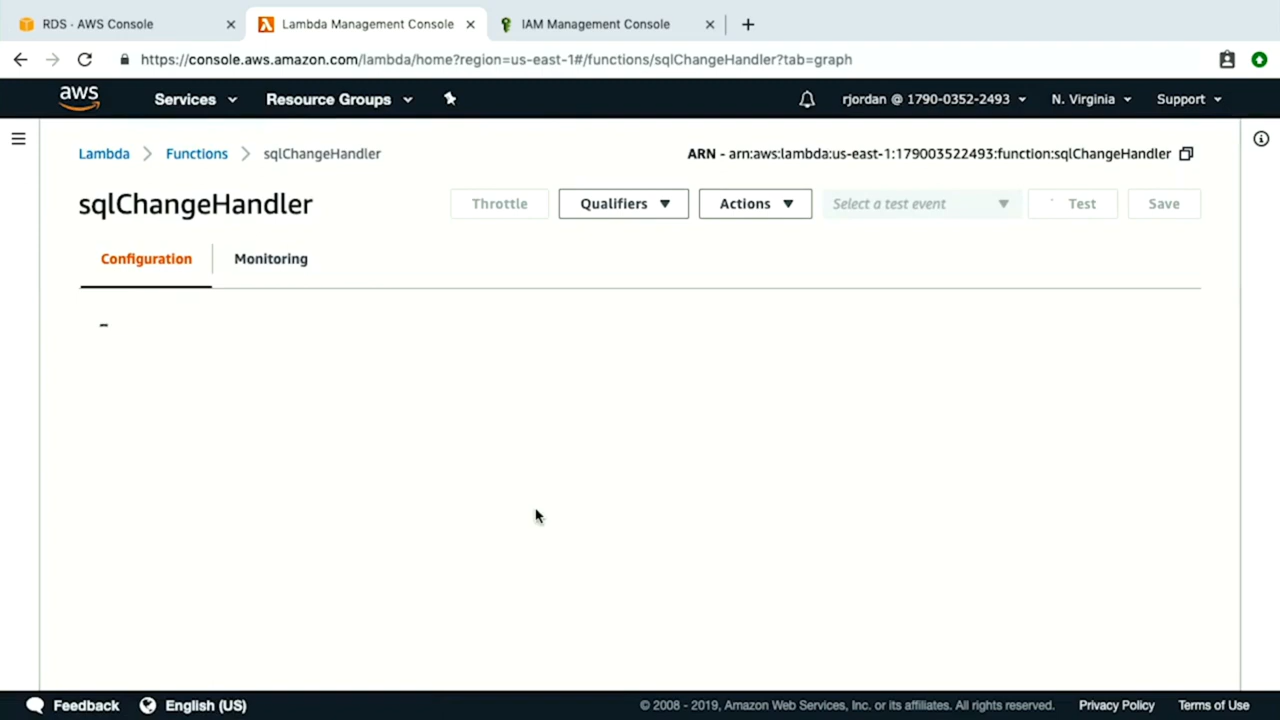 RDS - AWS Console
Lambda Management Console
IAM Management Console
https://console.aws.amazon.com/lambda/home?region=us-east-1#/functions/sqlChangeHandler?tab=graph
aws Services Resource Groups rjordan @ 1790-0352-2493 N. Virginia Support
Lambda Functions sqlChangeHandler ARN - arn:aws:lambda:us-east-1:179003522493:function:sqlChangeHandler
sqlChangeHandler Throttle Qualifiers Actions Select a test event Test Save
Configuration Monitoring
Feedback English (US) © 2008 - 2019, Amazon Web Services, Inc. or its affiliates. All rights reserved. Privacy Policy Terms of Use